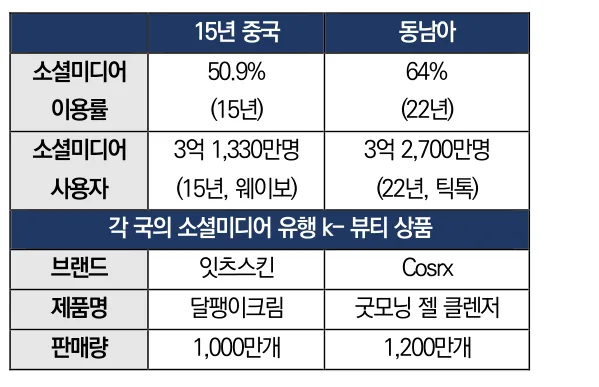 15년 중국 동남아
소셜미디어 50.9% 64%
이용률 (15년) (22년)
소셜미디어 3억 1,330만명 3억 2,700만명
사용자 (15년, 웨이보) (22년, 틱톡)
각 국의 소셜미디어 유행 k- 뷰티 상품
브랜드 잇츠스킨 Cosrx
제품명 달팽이크림 굿모닝 젤 클렌저
판매량 1,000만개 1,200만개